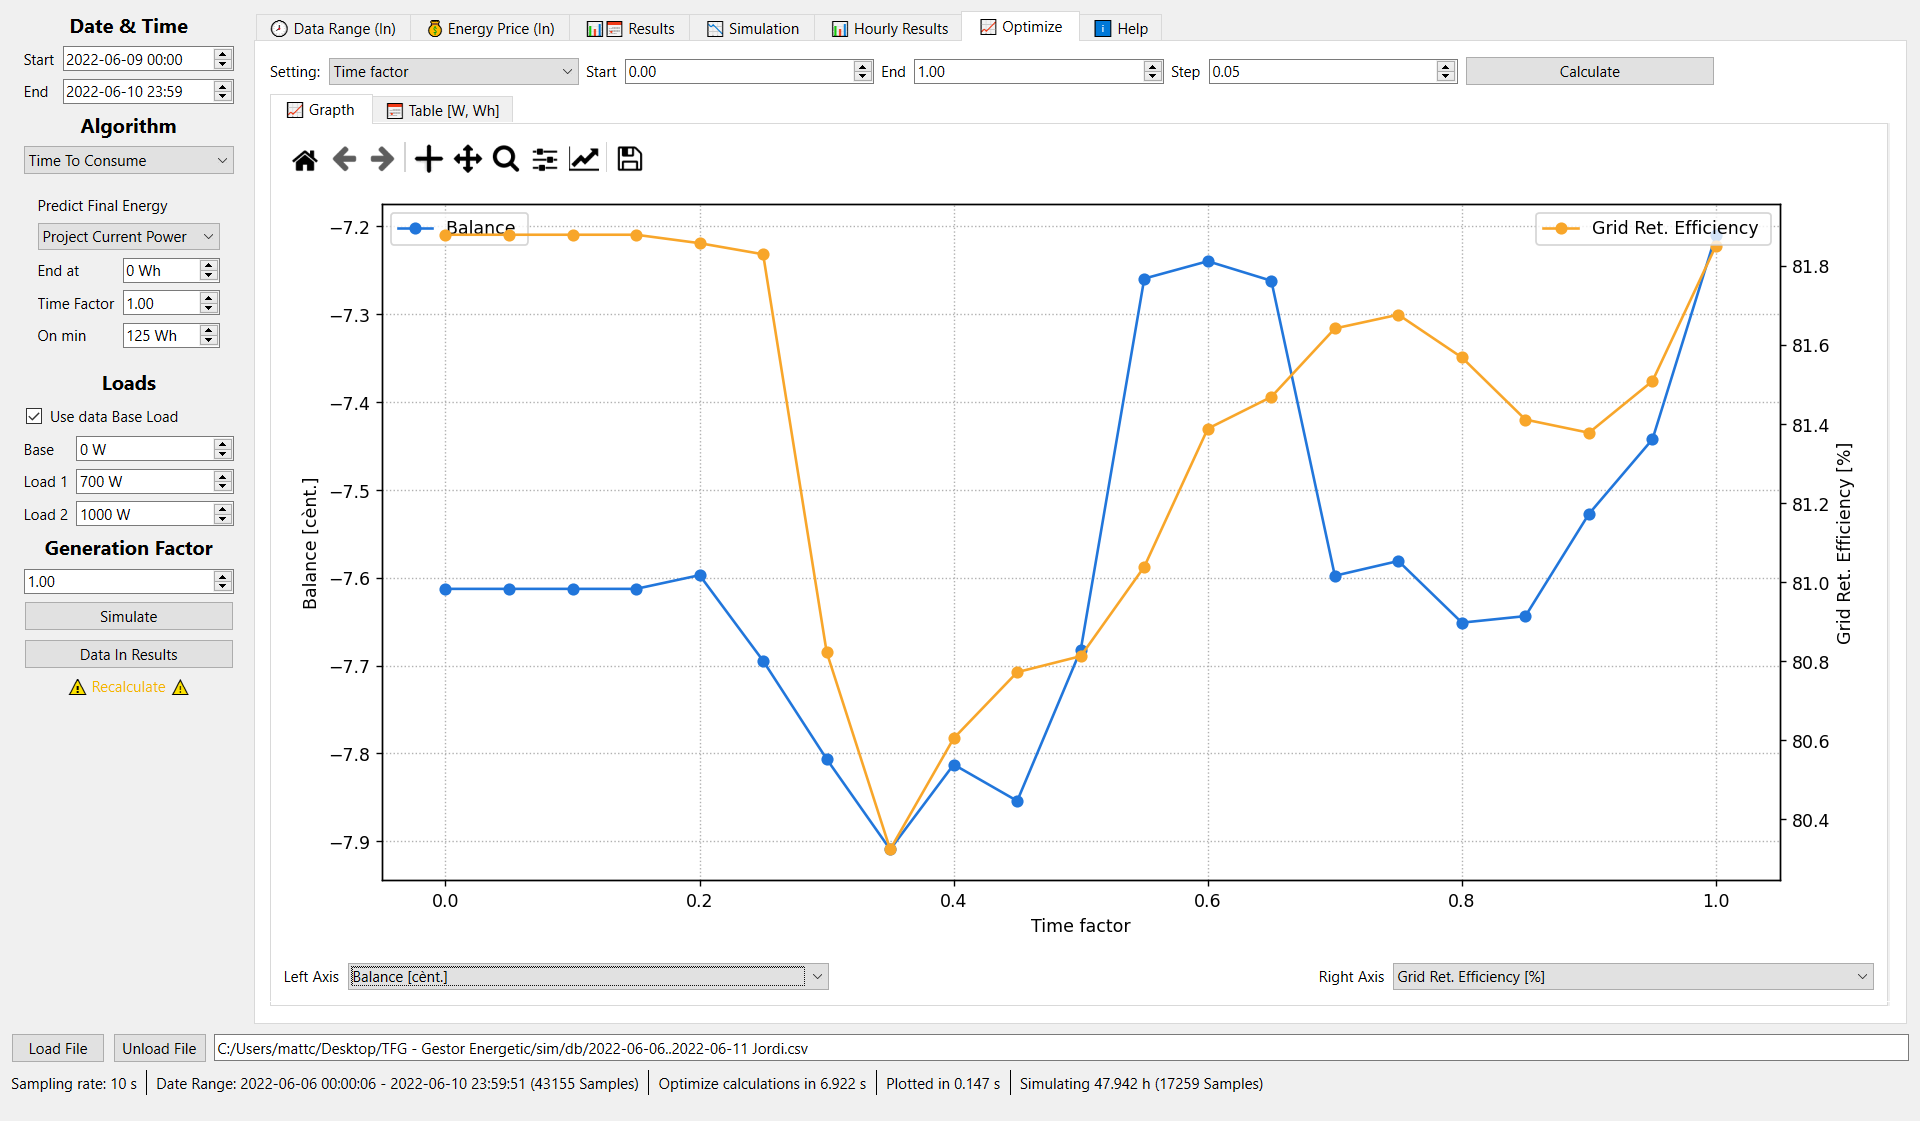 Date & Time
Start 2022-06-09 00:00
End 2022-06-10 23:59
Algorithm
Time To Consume
Predict Final Energy
Project Current Power
End at 0 Wh
Time Factor 1.00
On min 125 Wh
Loads
Use data Base Load
Base 0 W
Load 1 700 W
Load 2 1000 W
Generation Factor
1.00
Simulate
Data In Results
Recalculate
Data Range (In) Energy Price (In) Results Simulation Hourly Results Optimize Help
Setting: Time factor Start 0.00 End 1.00 Step 0.05 Calculate
Grapth Table [W, Wh]
Balance Grid Ret. Efficiency
−7.2
−7.3
−7.4
−7.5
−7.6
−7.7
−7.8
−7.9
Balance [cènt.]
81.8
81.6
81.4
81.2
81.0
80.8
80.6
80.4
Grid Ret. Efficiency [%]
0.0 0.2 0.4 0.6 0.8 1.0
Time factor
Left Axis Balance [cènt.] Right Axis Grid Ret. Efficiency [%]
Load File Unload File C:/Users/mattc/Desktop/TFG - Gestor Energetic/sim/db/2022-06-06..2022-06-11 Jordi.csv
Sampling rate: 10 s Date Range: 2022-06-06 00:00:06 - 2022-06-10 23:59:51 (43155 Samples) Optimize calculations in 6.922 s Plotted in 0.147 s Simulating 47.942 h (17259 Samples)